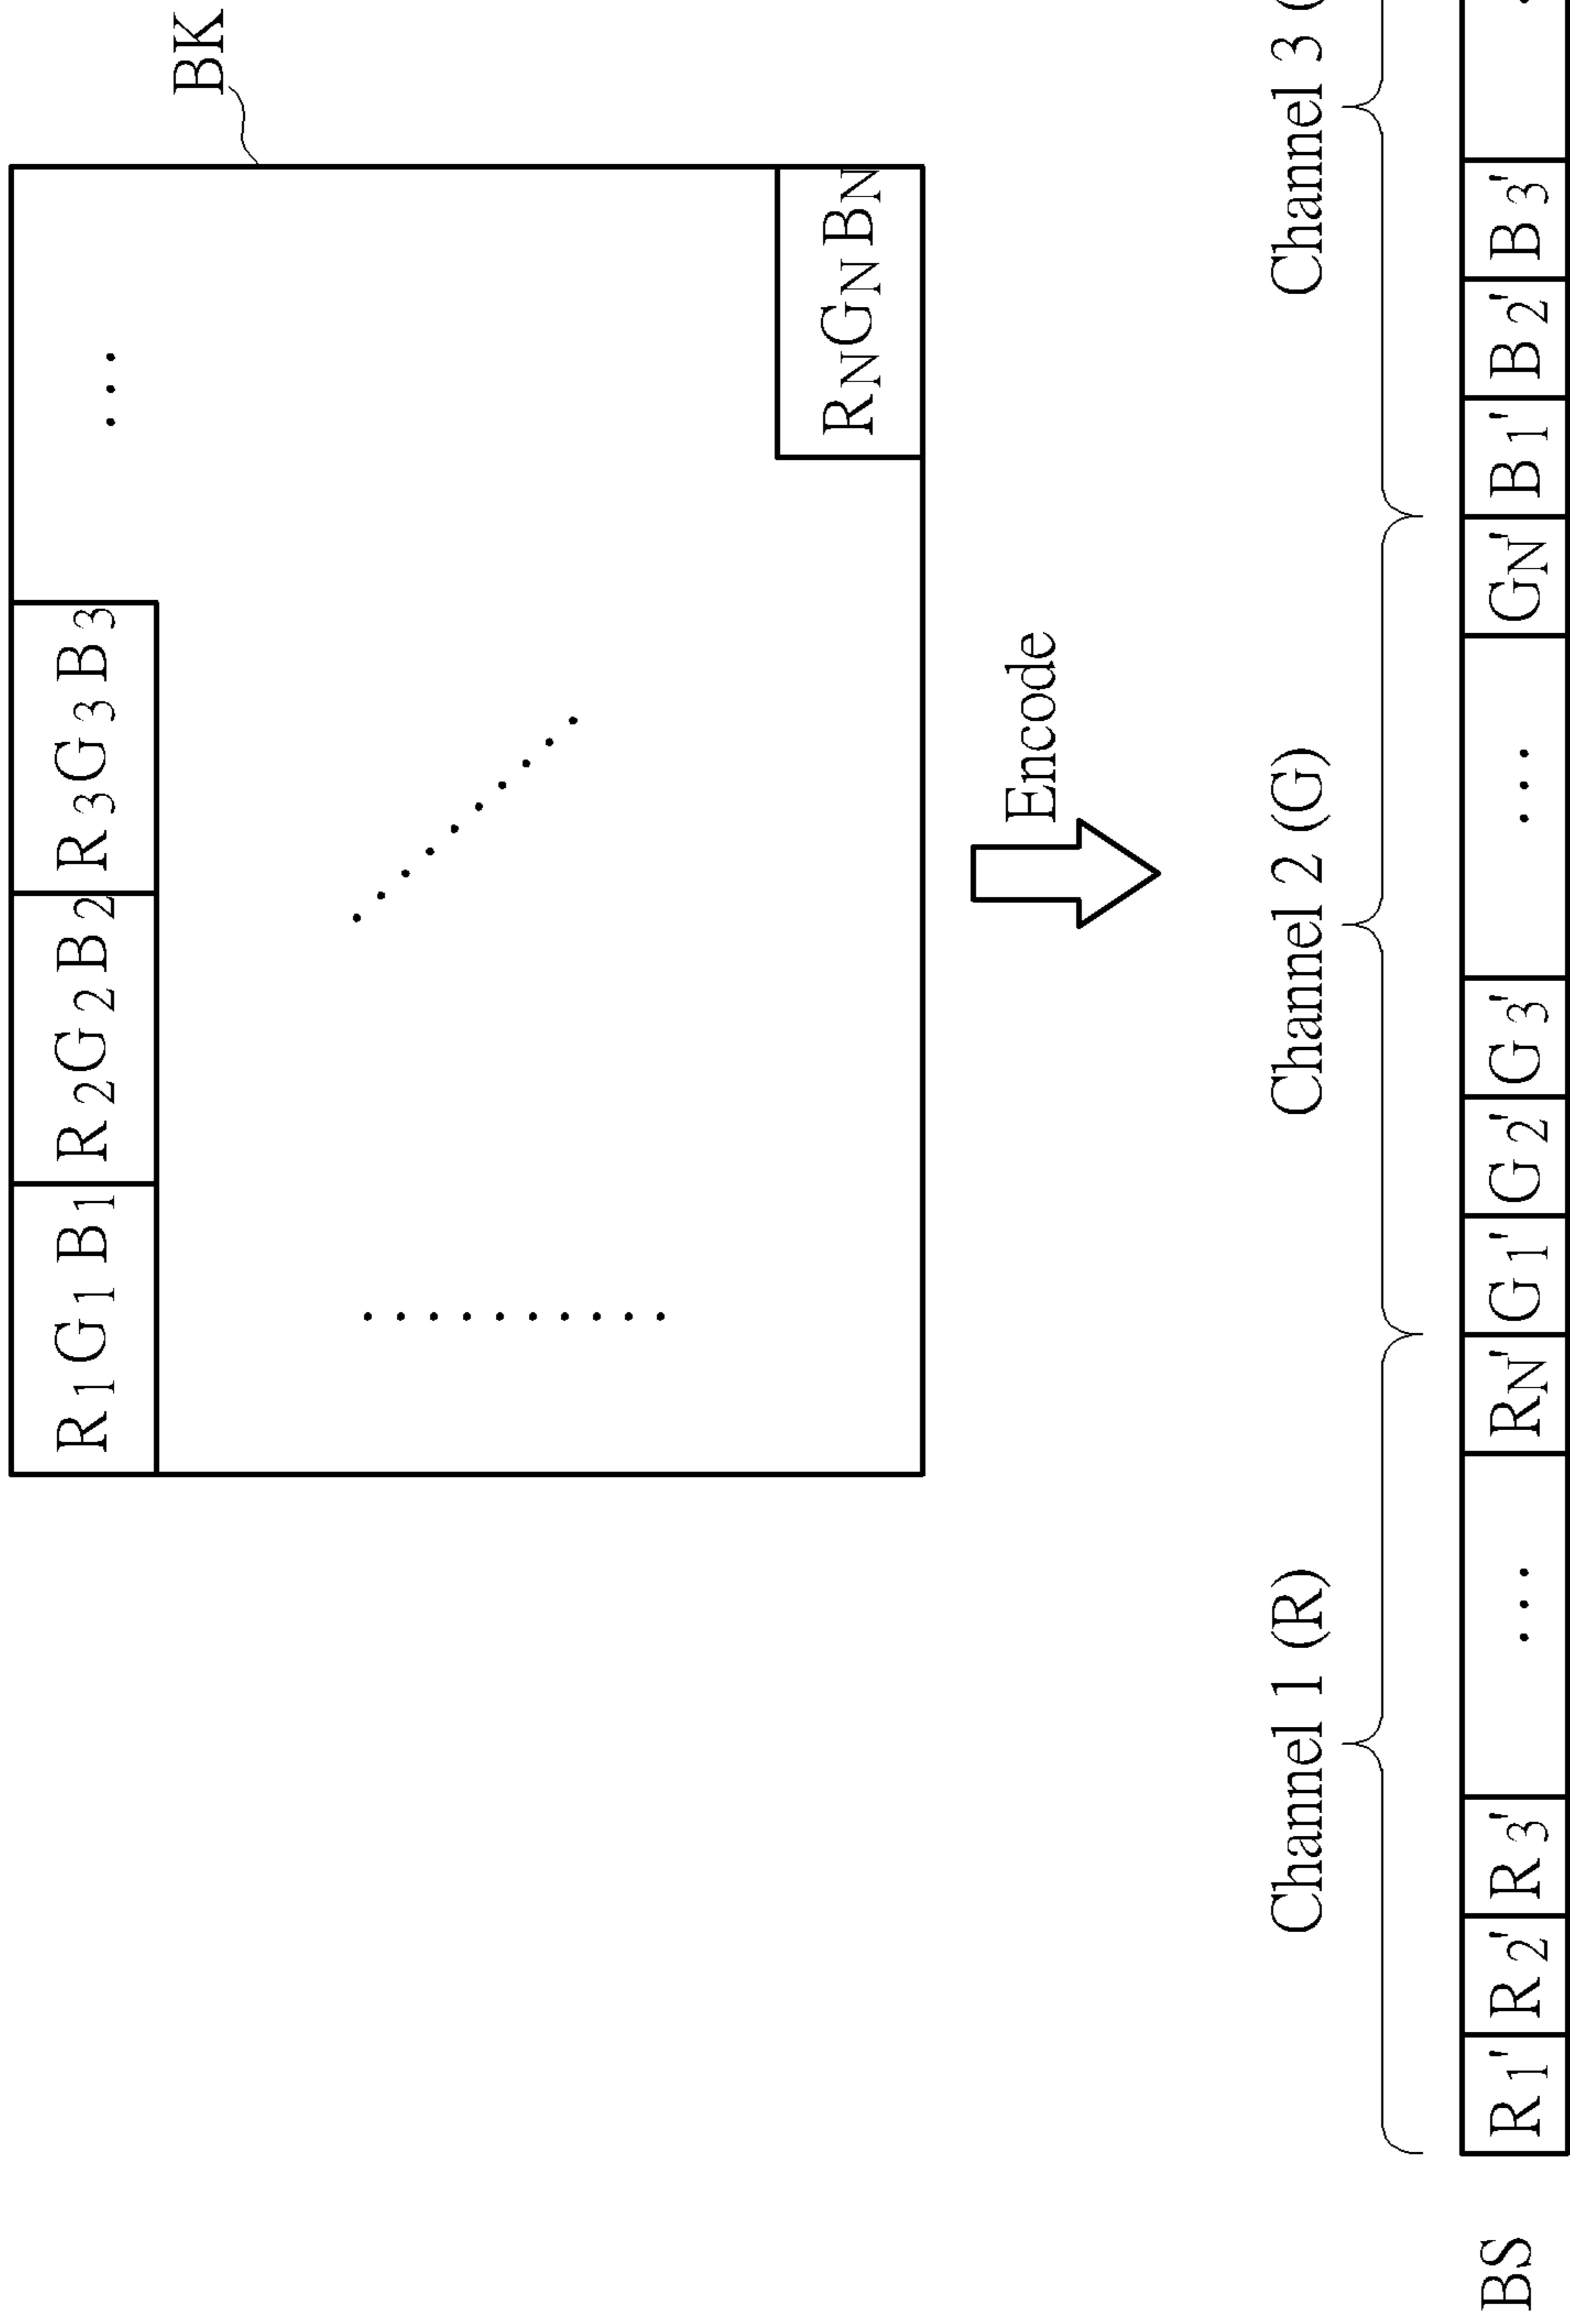 BK
R1G1B1 R2G2B2 R3G3B3 ...
RNGNBN
Encode
Channel 1 (R) Channel 2 (G) Channel 3 (
BS R1' R2' R3' ... RN' G1' G2' G3' ... GN' B1' B2' B3'